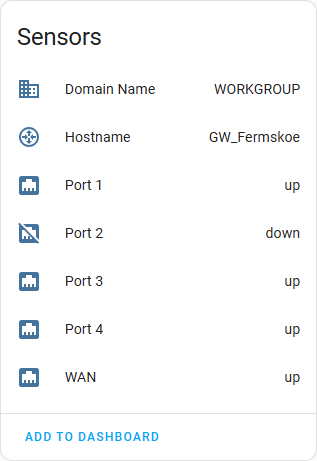 Sensors
Domain Name WORKGROUP
Hostname GW_Fermskoe
Port 1 up
Port 2 down
Port 3 up
Port 4 up
WAN up
ADD TO DASHBOARD